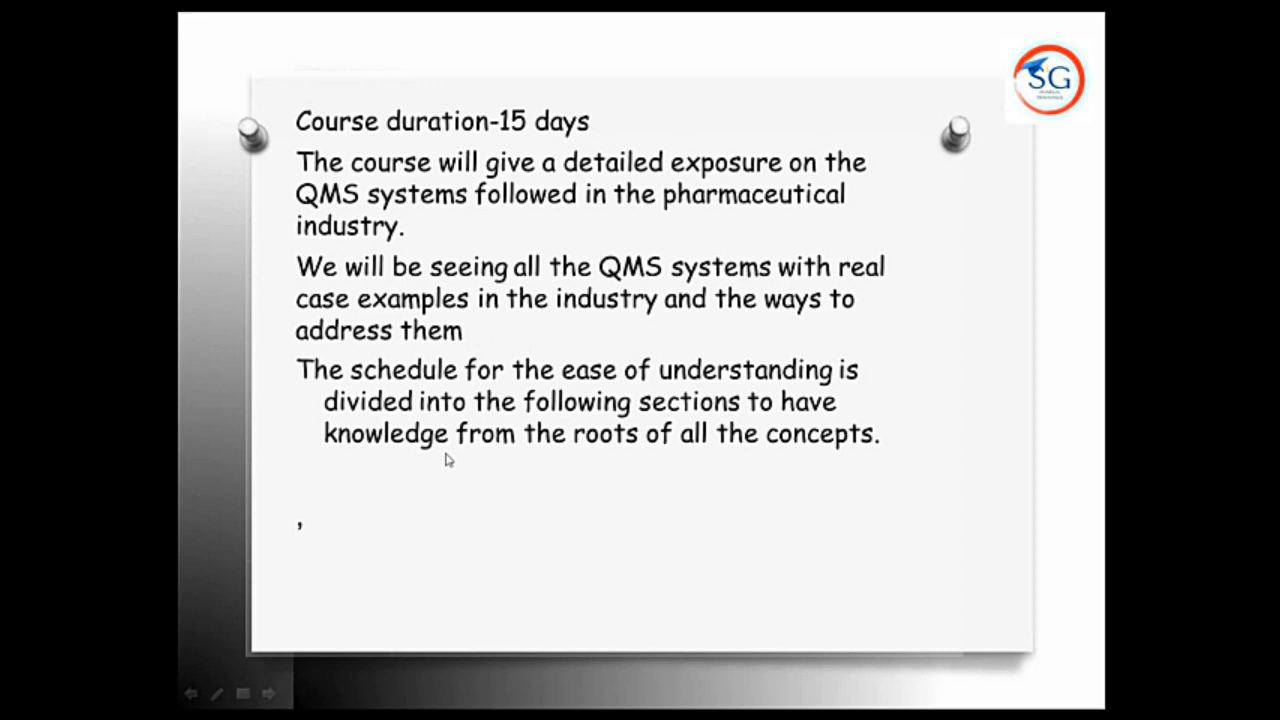 SG
Course duration-15 days
The course will give a detailed exposure on the
QMS systems followed in the pharmaceutical
industry.
We will be seeing all the QMS systems with real
case examples in the industry and the ways to
address them
The schedule for the ease of understanding is
divided into the following sections to have
knowledge from the roots of all the concepts.
,